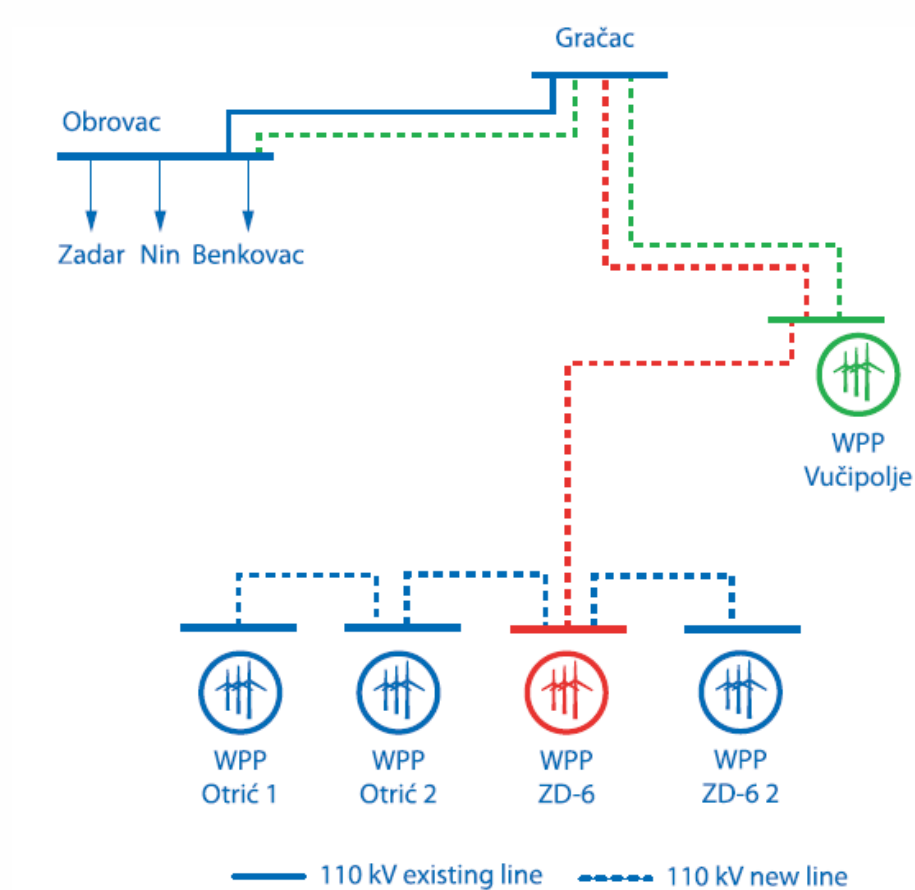 Gračac
Obrovac
Zadar Nin Benkovac
WPP
Vučipolje
WPP
Otrić 1
WPP
Otrić 2
WPP
ZD-6
WPP
ZD-6 2
110 kV existing line
110 kV new line